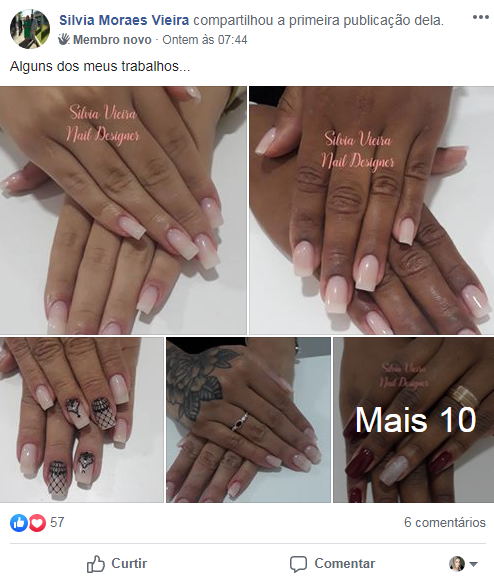 Silvia Moraes Vieira compartilhou a primeira publicação dela.
Membro novo · Ontem às 07:44
Alguns dos meus trabalhos...
Silvia Vieira
Nail Designer
Silvia Vieira
Nail Designer
Silvia Vieira
Nail Designer
Mais 10
57
6 comentários
Curtir
Comentar